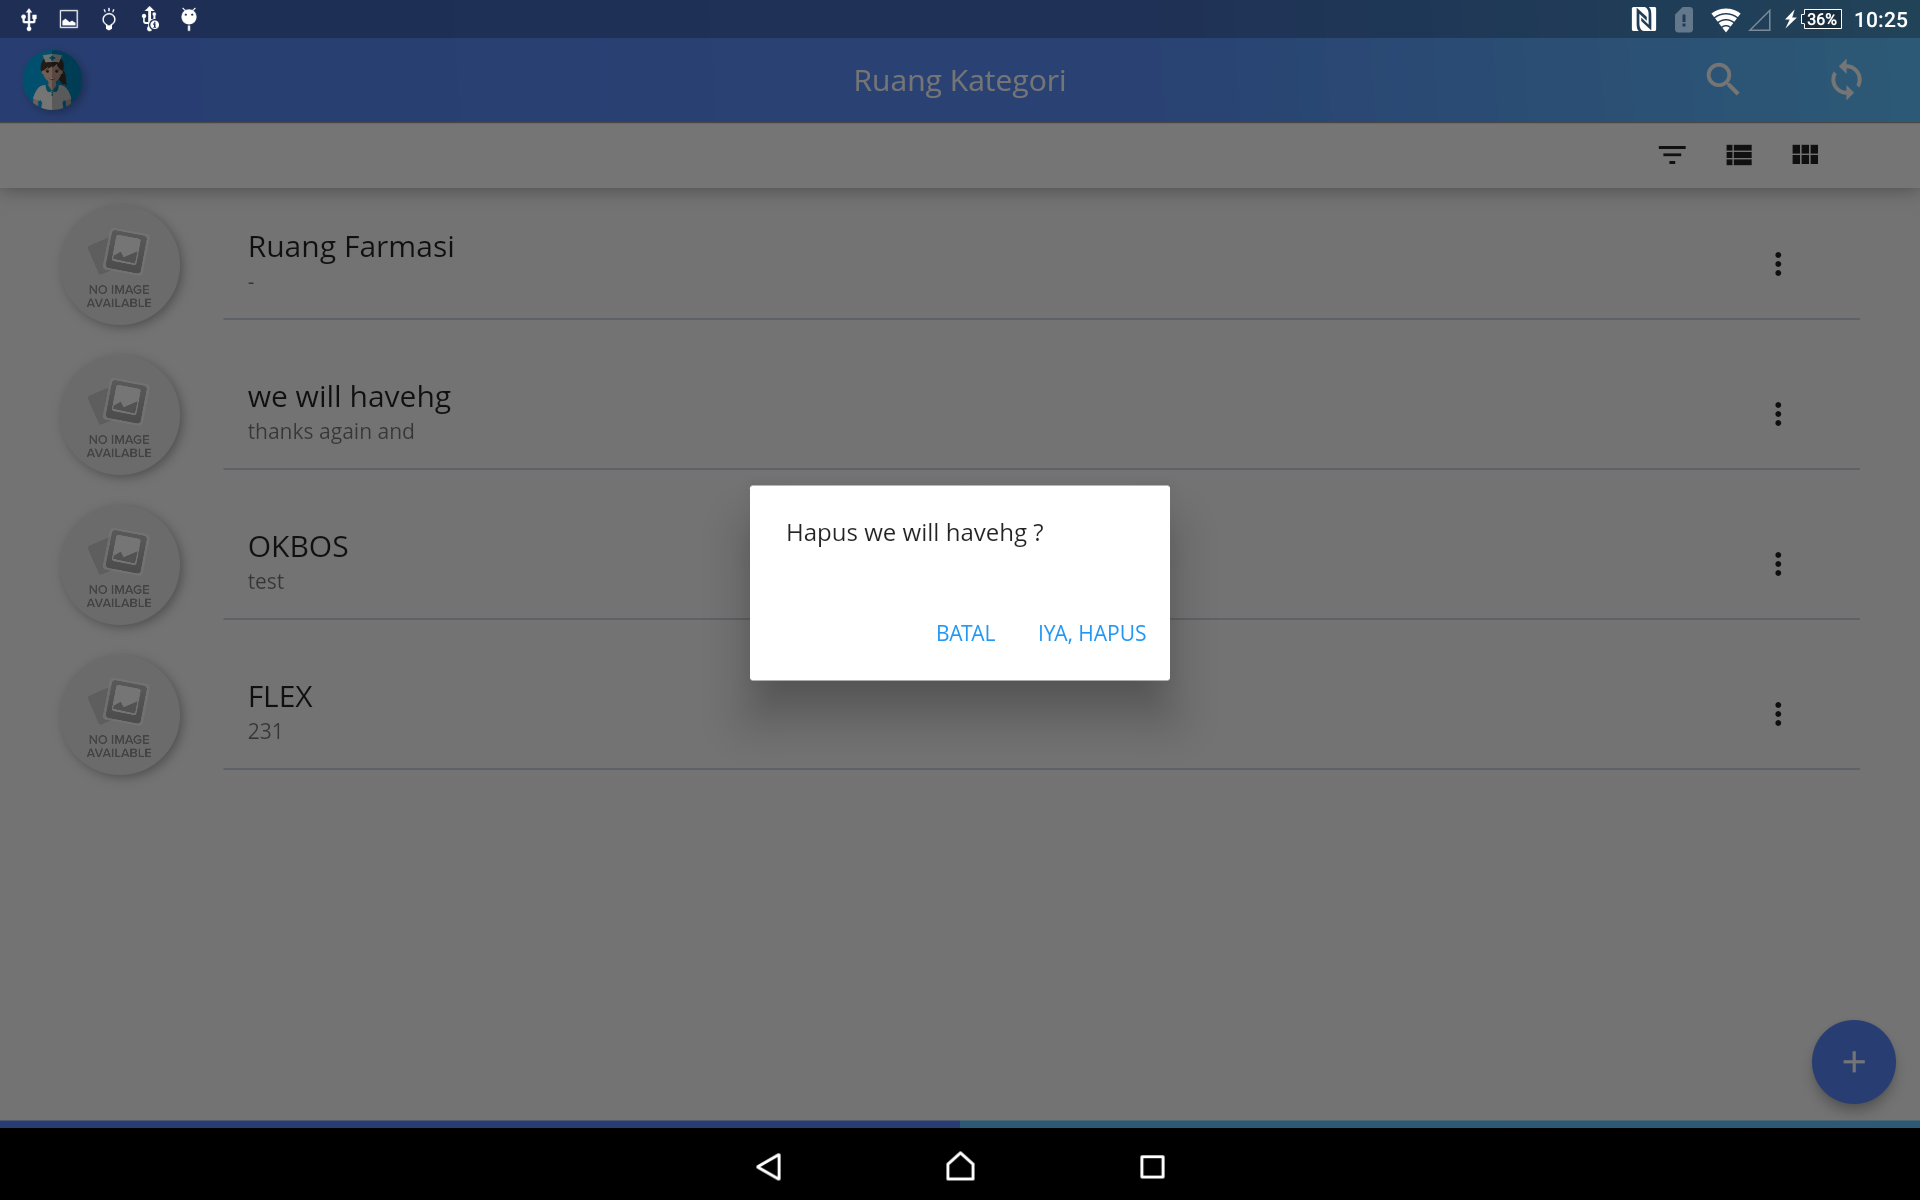 36% 10:25
Ruang Kategori
NO IMAGE
AVAILABLE
Ruang Farmasi
-
NO IMAGE
AVAILABLE
we will havehg
thanks again and
NO IMAGE
AVAILABLE
OKBOS
test
Hapus we will havehg ?
BATAL IYA, HAPUS
NO IMAGE
AVAILABLE
FLEX
231